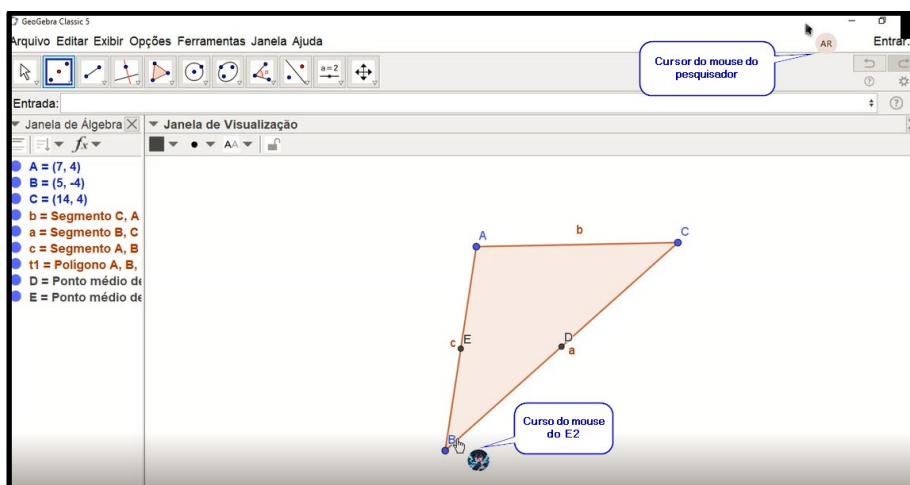 GeoGebra Classic 5
Arquivo Editar Exibir Opções Ferramentas Janela Ajuda
Cursor do mouse do
pesquisador
AR
Entrar...
a=2
Entrada:
Janela de Álgebra
Janela de Visualização
fx
AA
A = (7, 4)
B = (5, -4)
C = (14, 4)
b = Segmento C, A
a = Segmento B, C
c = Segmento A, B
t1 = Polígono A, B,
D = Ponto médio de
E = Ponto médio de
A
b
C
c
E
D
a
B
Curso do mouse
do E2